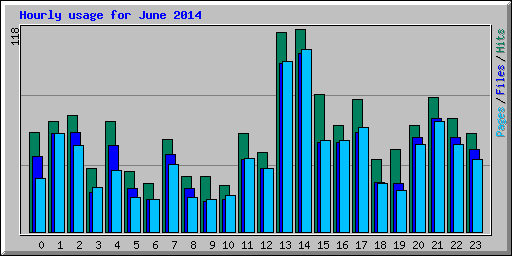 Hourly usage for June 2014
118
Pages / Files / Hits
0 1 2 3 4 5 6 7 8 9 10 11 12 13 14 15 16 17 18 19 20 21 22 23